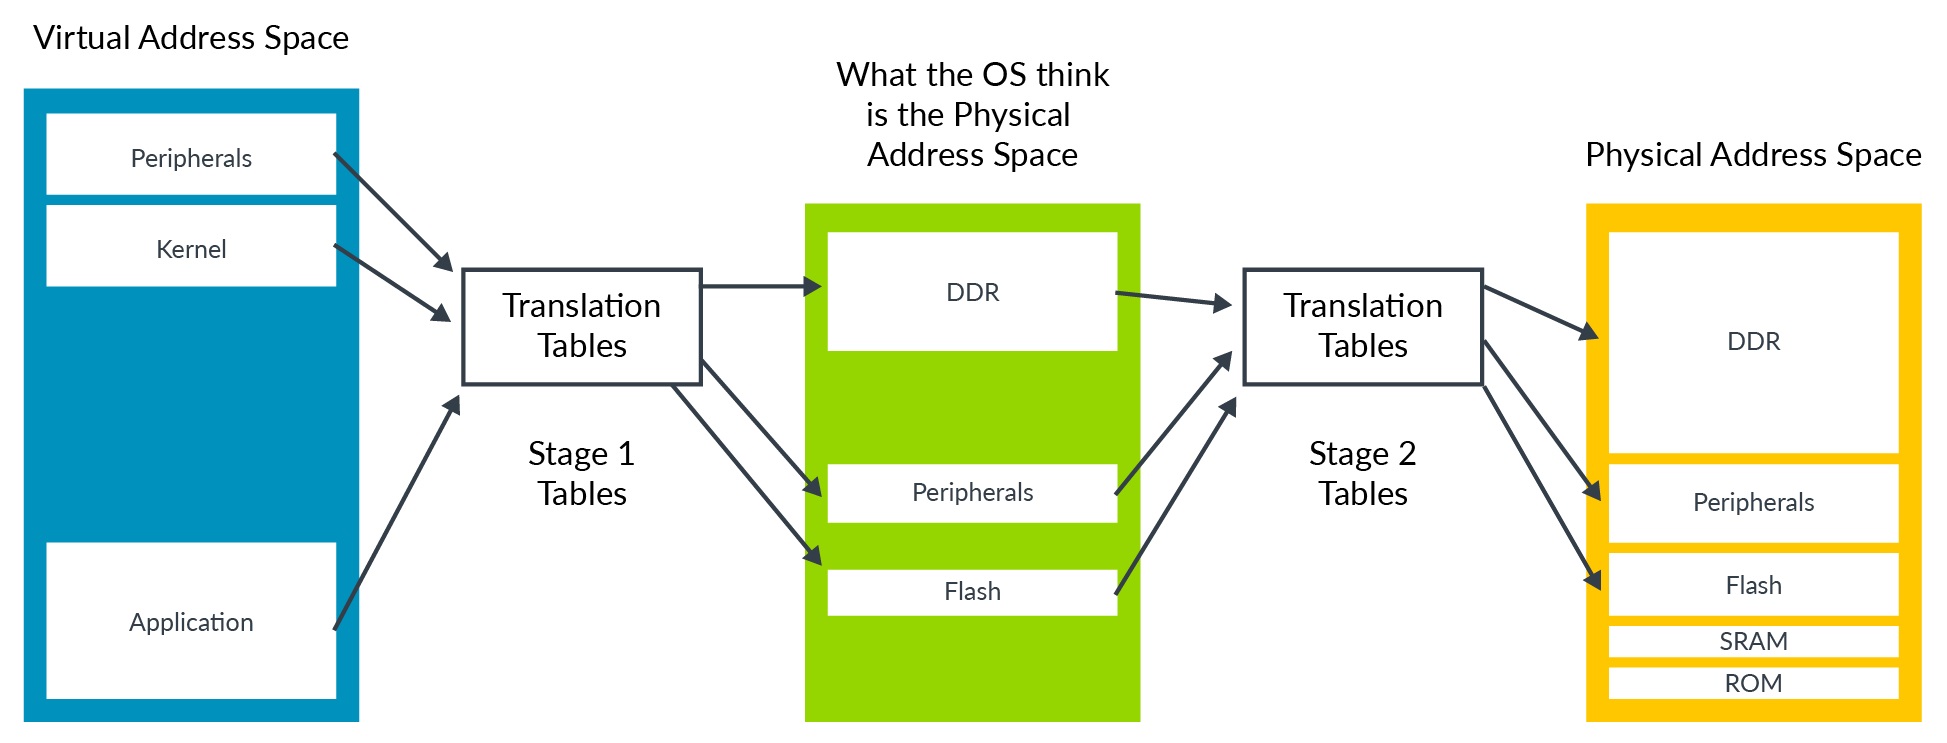 Virtual Address Space
Peripherals
Kernel
Application
Translation
Tables
Stage 1
Tables
What the OS think
is the Physical
Address Space
DDR
Peripherals
Flash
Translation
Tables
Stage 2
Tables
Physical Address Space
DDR
Peripherals
Flash
SRAM
ROM